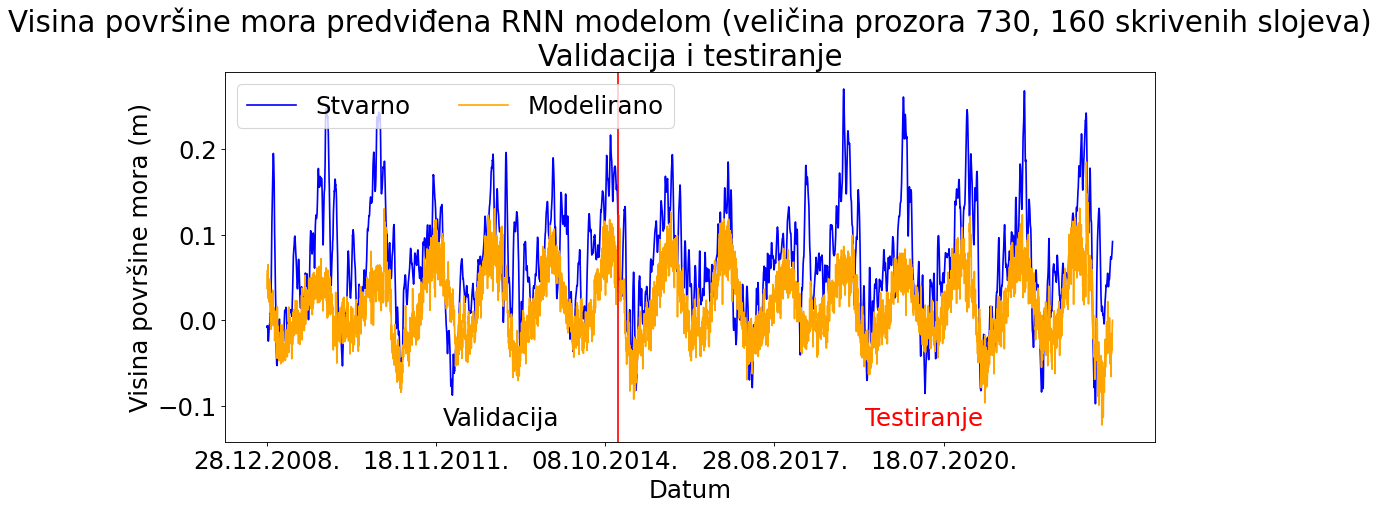 Visina površine mora predviđena RNN modelom (veličina prozora 730, 160 skrivenih slojeva)
Validacija i testiranje
Stvarno
Modelirano
Visina površine mora (m)
0.2
0.1
0.0
−0.1
Validacija
Testiranje
28.12.2008.
18.11.2011.
08.10.2014.
28.08.2017.
18.07.2020.
Datum